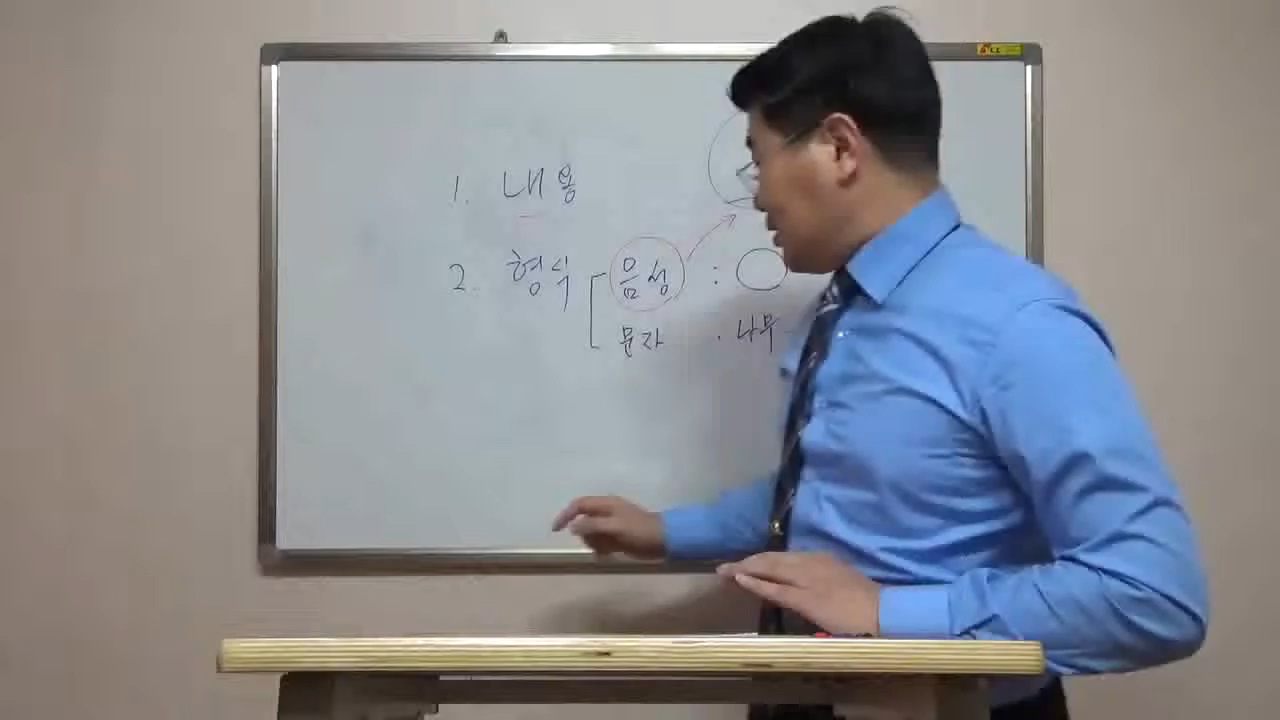 1. 내용
2. 형식 음성 :
문자 : 나무